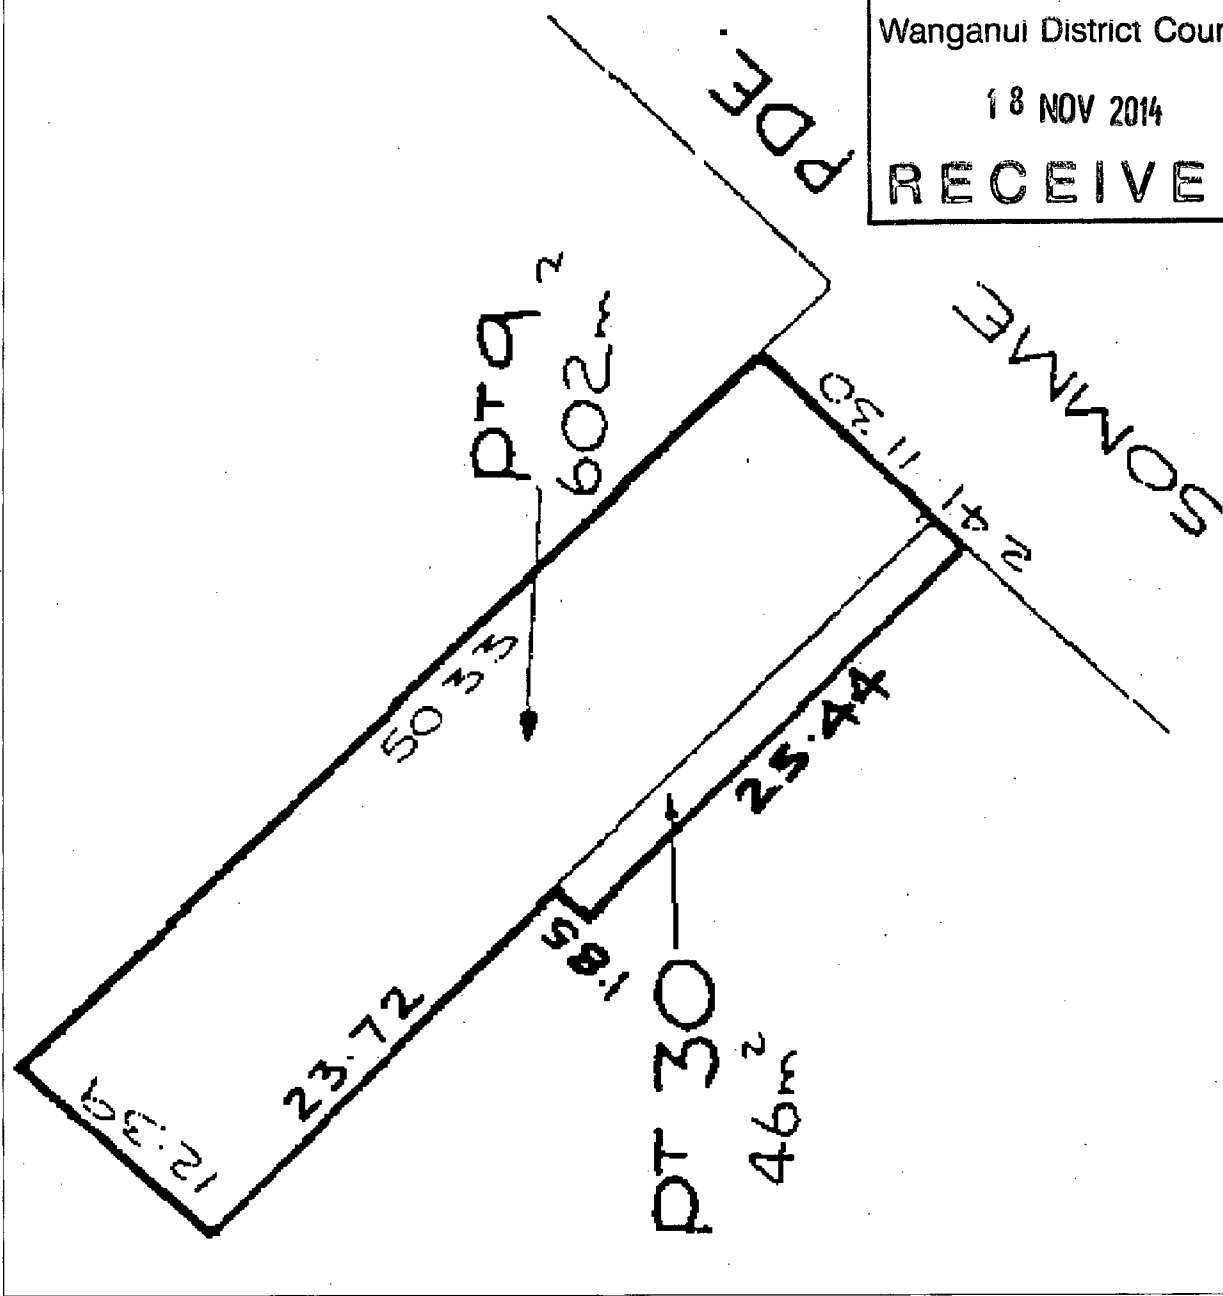 Wanganui District Cour
18 NOV 2014
RECEIVE
PDE.
SOMME
PT 9
602m²
50 33
11 30
2 41
25.44
1.85
23.72
12.39
PT 30
46m²